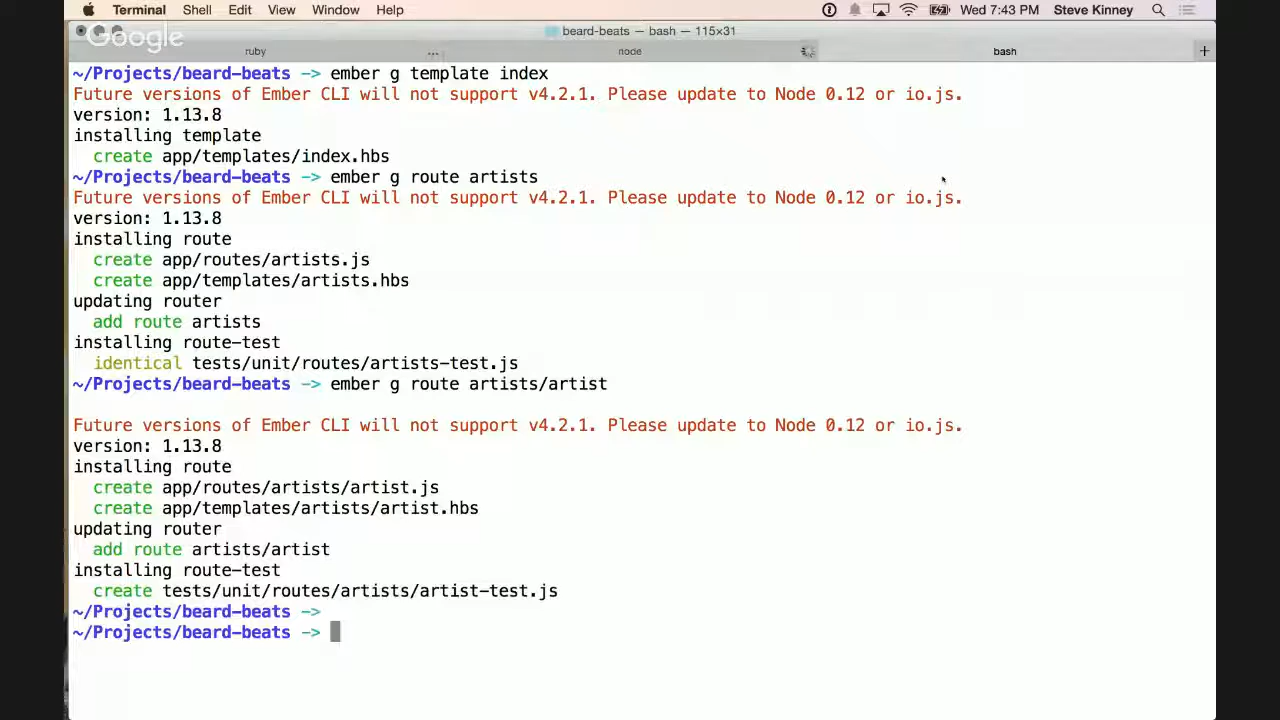 Terminal Shell Edit View Window Help Wed 7:43 PM Steve Kinney
Google
beard-beats — bash — 115×31
ruby ... node bash +
~/Projects/beard-beats -> ember g template index
Future versions of Ember CLI will not support v4.2.1. Please update to Node 0.12 or io.js.
version: 1.13.8
installing template
create app/templates/index.hbs
~/Projects/beard-beats -> ember g route artists
Future versions of Ember CLI will not support v4.2.1. Please update to Node 0.12 or io.js.
version: 1.13.8
installing route
create app/routes/artists.js
create app/templates/artists.hbs
updating router
add route artists
installing route-test
identical tests/unit/routes/artists-test.js
~/Projects/beard-beats -> ember g route artists/artist
Future versions of Ember CLI will not support v4.2.1. Please update to Node 0.12 or io.js.
version: 1.13.8
installing route
create app/routes/artists/artist.js
create app/templates/artists/artist.hbs
updating router
add route artists/artist
installing route-test
create tests/unit/routes/artists/artist-test.js
~/Projects/beard-beats ->
~/Projects/beard-beats ->